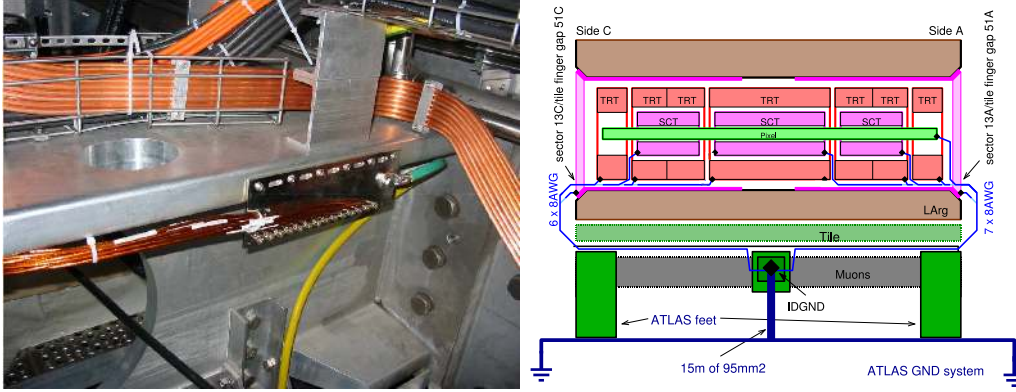 Side C
Side A
sector 13C/tile finger gap 51C
sector 13A/tile finger gap 51A
TRT
TRT
TRT
TRT
TRT
TRT
TRT
SCT
SCT
SCT
Pixel
6 x 8AWG
7 x 8AWG
LArg
Tile
Muons
IDGND
ATLAS feet
15m of 95mm2
ATLAS GND system